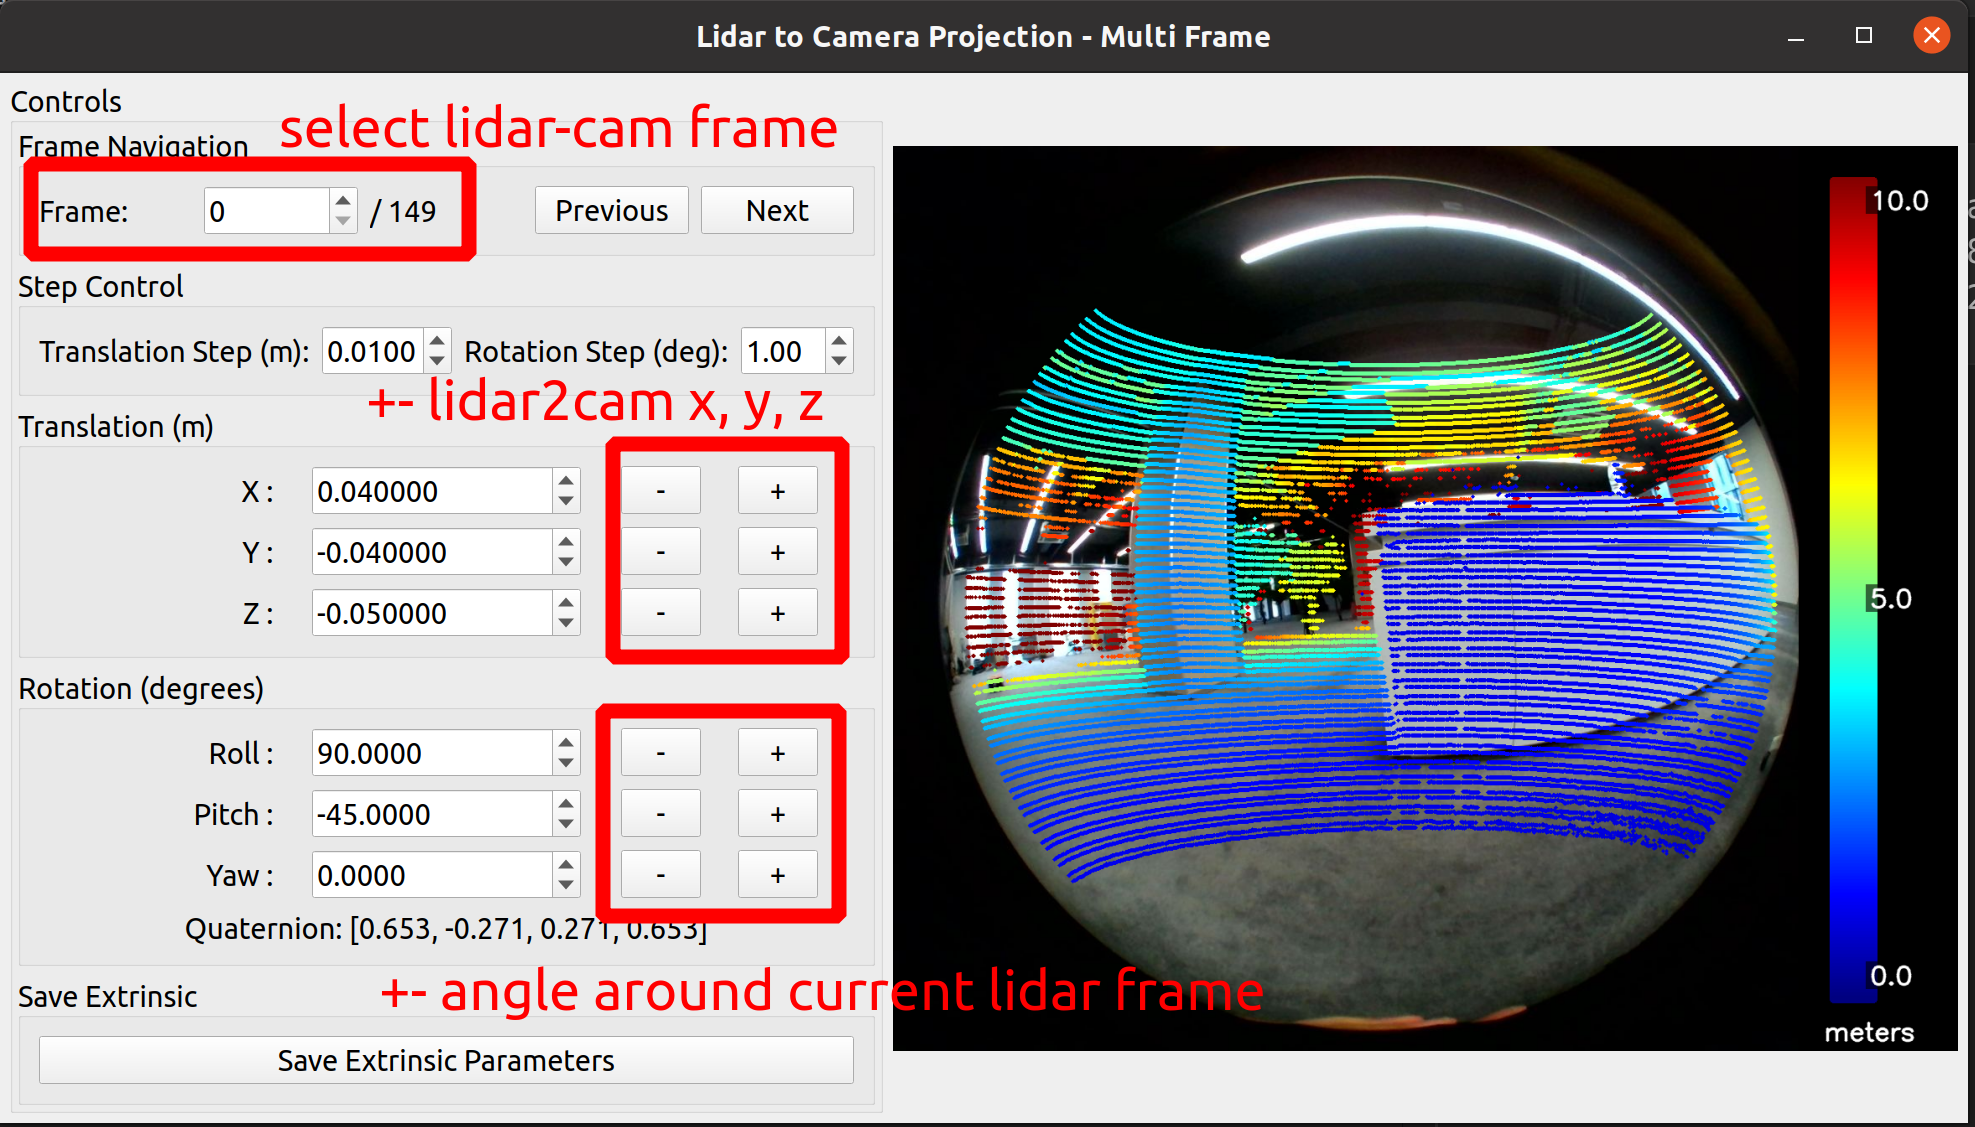 Lidar to Camera Projection - Multi Frame
Controls
select lidar-cam frame
Frame Navigation
Frame: 0 / 149 Previous Next
Step Control
Translation Step (m): 0.0100 Rotation Step (deg): 1.00
+- lidar2cam x, y, z
Translation (m)
X : 0.040000 - +
Y : -0.040000 - +
Z : -0.050000 - +
Rotation (degrees)
Roll : 90.0000 - +
Pitch : -45.0000 - +
Yaw : 0.0000 - +
Quaternion: [0.653, -0.271, 0.271, 0.653]
+- angle around current lidar frame
Save Extrinsic
Save Extrinsic Parameters
10.0
5.0
0.0
meters